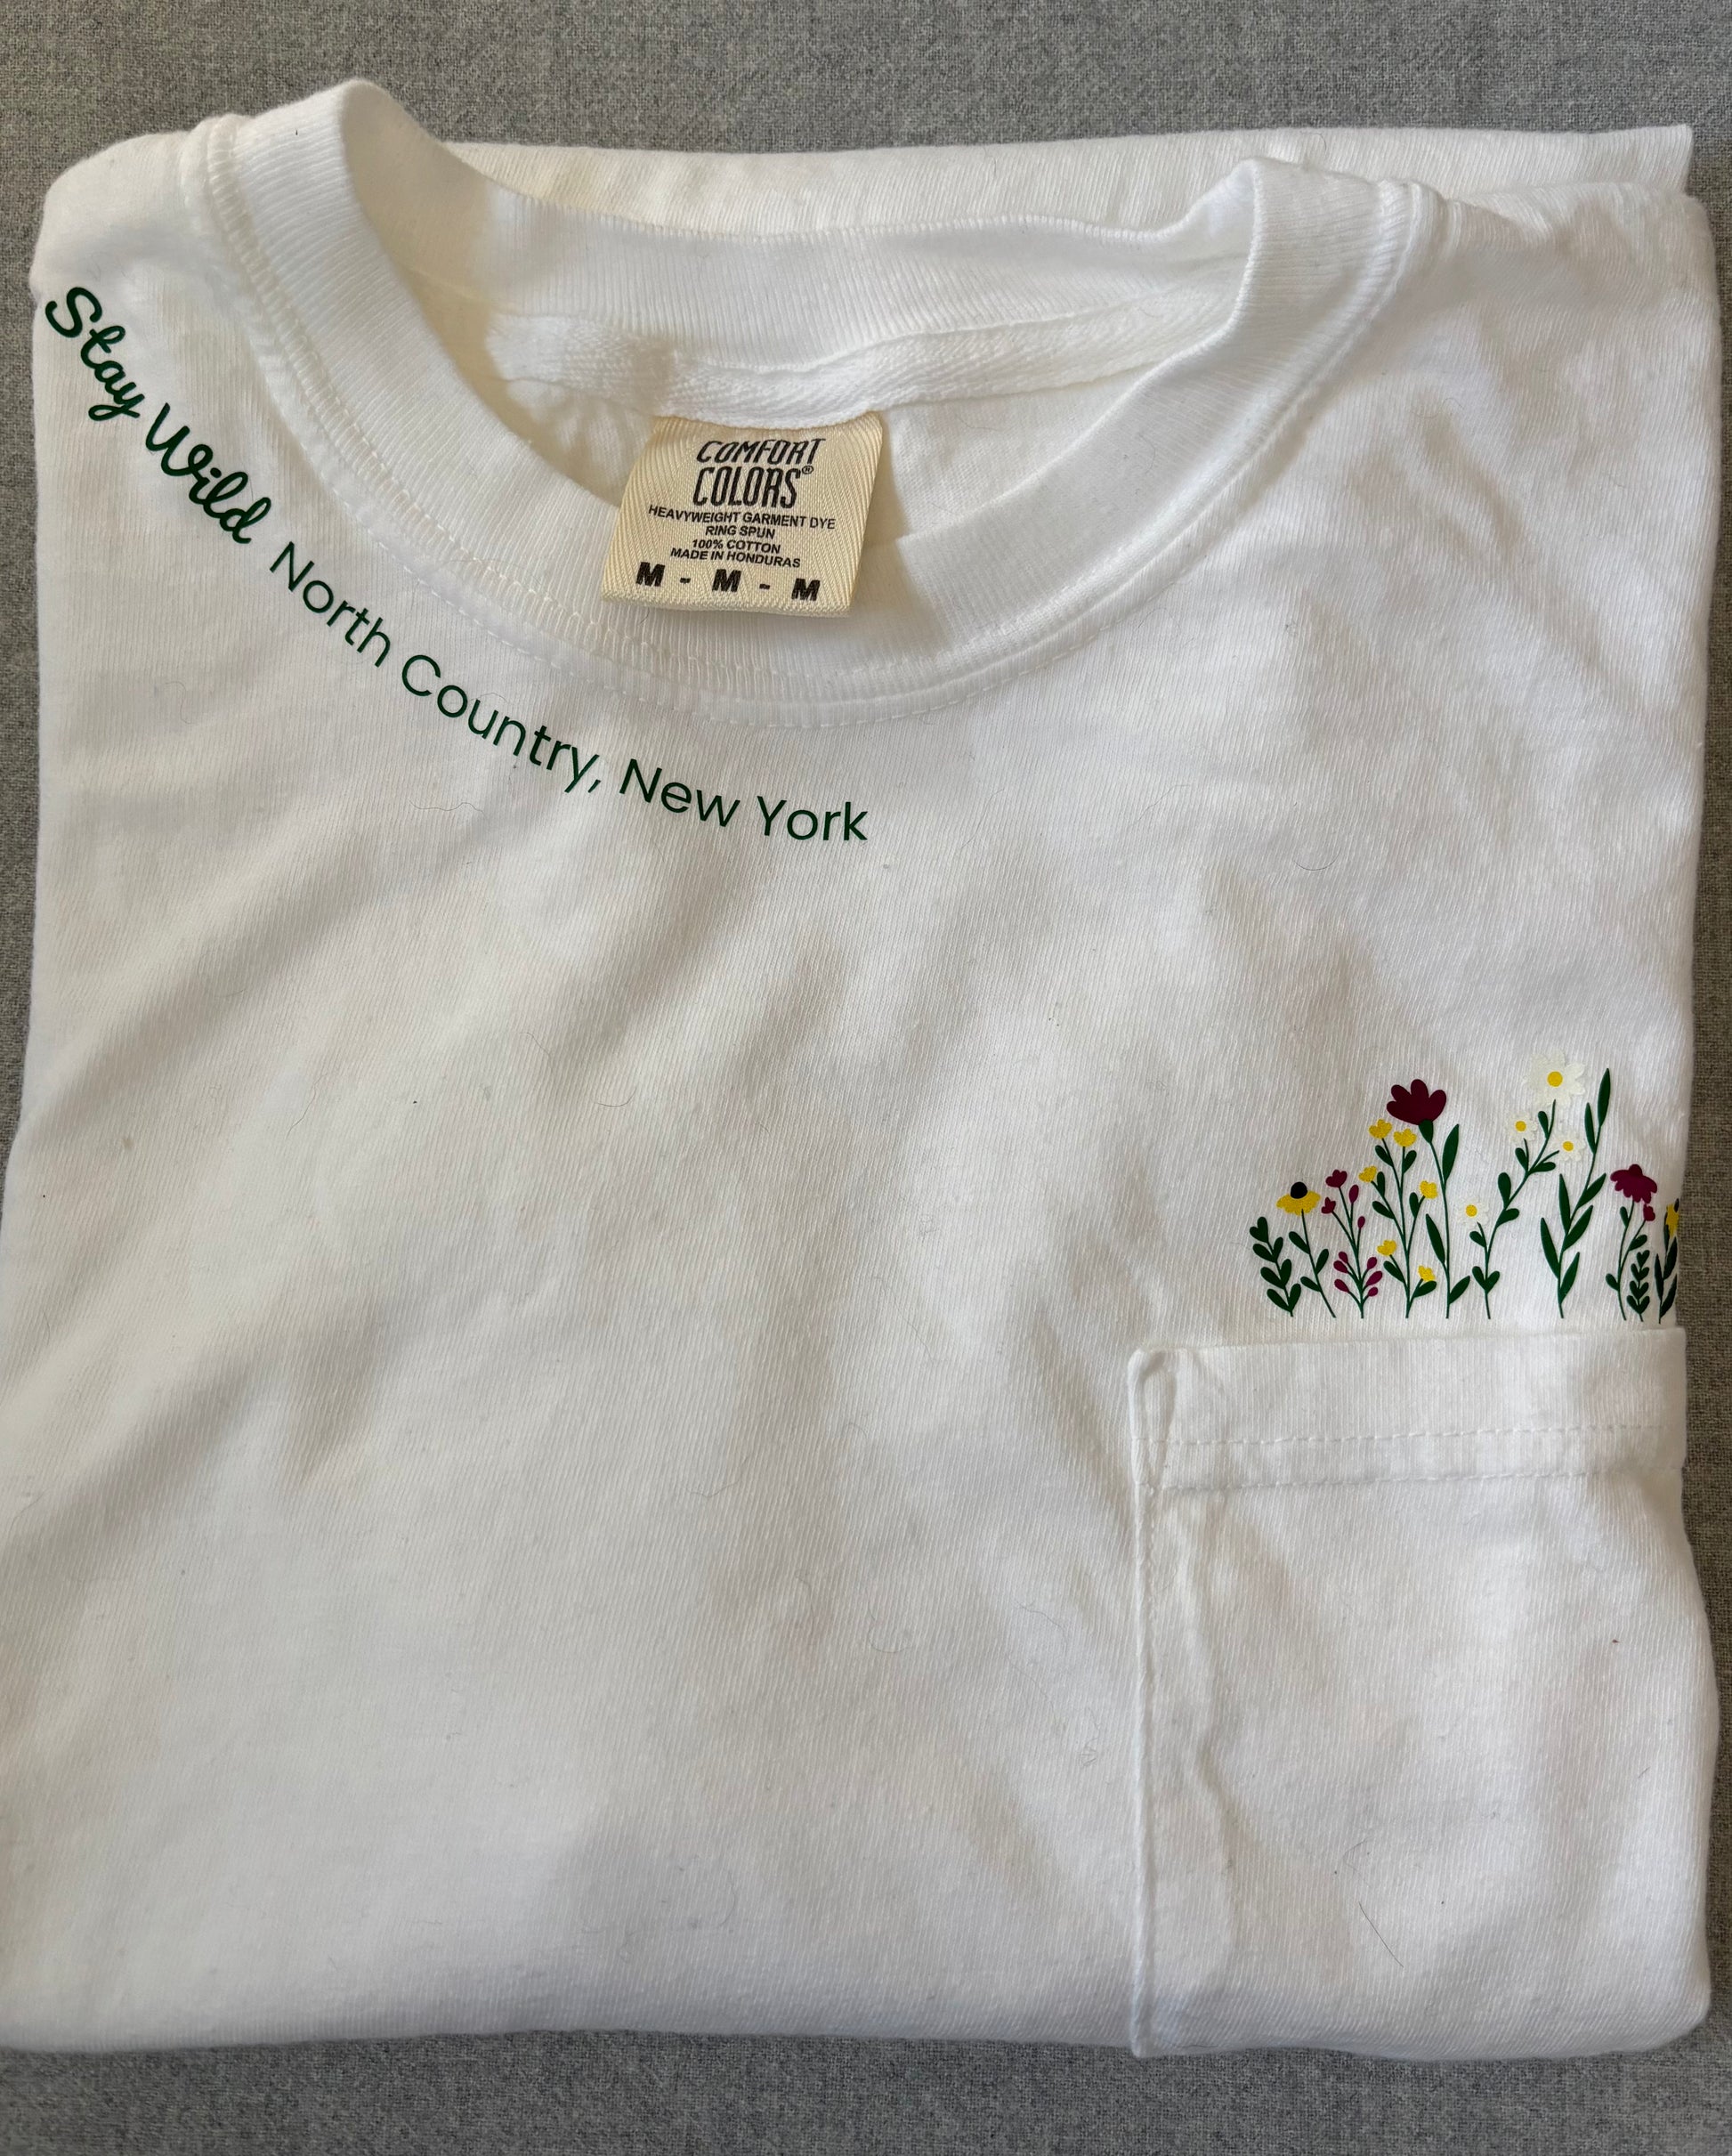 Stay Wild North Country, New York
COMFORT
COLORS®
HEAVYWEIGHT GARMENT DYE
RING SPUN
100% COTTON
MADE IN HONDURAS
M - M - M